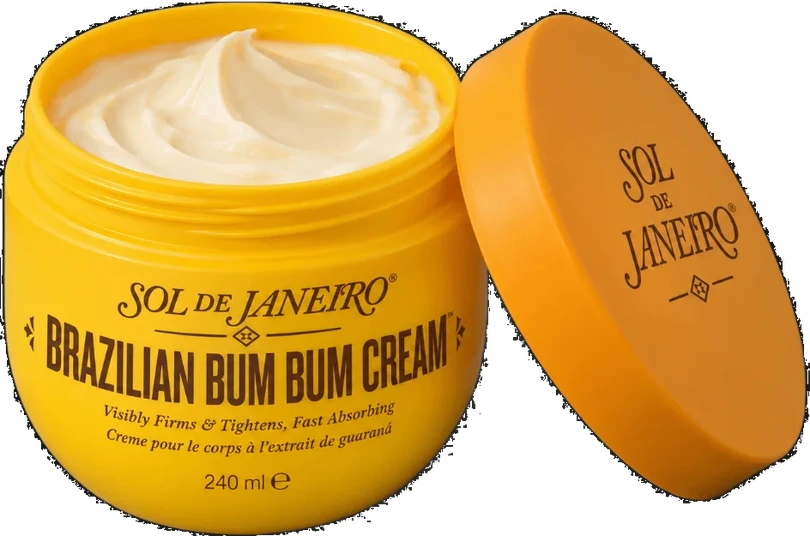 SOL DE JANEIRO®
BRAZILIAN BUM BUM CREAM™
Visibly Firms & Tightens, Fast Absorbing
Creme pour le corps à l'extrait de guaraná
240 ml ℮
SOL
DE
JANEIRO®